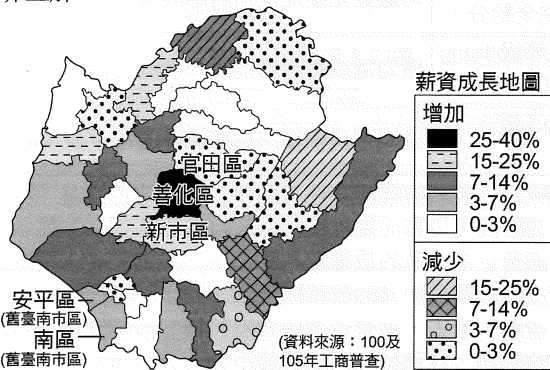 官田區
善化區
新市區
安平區
(舊臺南市區)
南區
(舊臺南市區)
(資料來源：100及
105年工商普查)
薪資成長地圖
增加
25-40%
15-25%
7-14%
3-7%
0-3%
減少
15-25%
7-14%
3-7%
0-3%